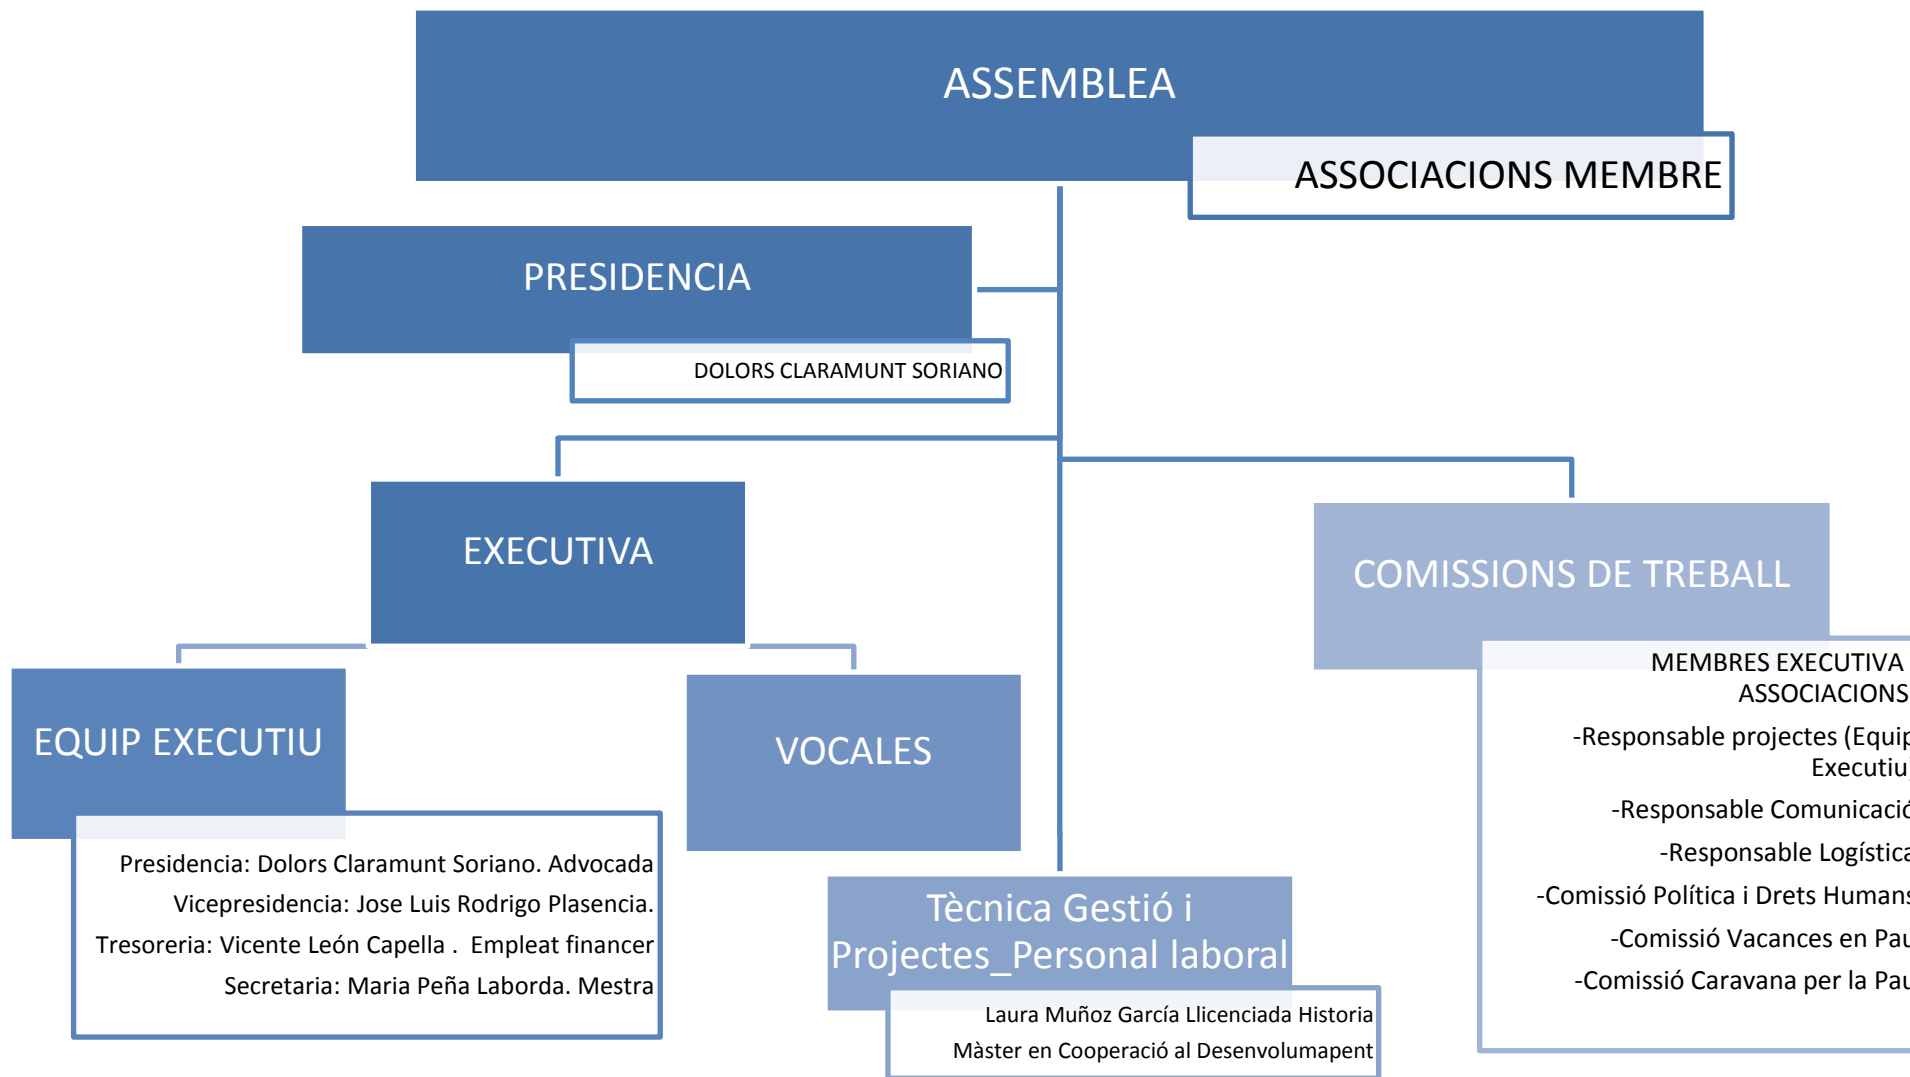 ASSEMBLEA
ASSOCIACIONS MEMBRE
PRESIDENCIA
DOLORS CLARAMUNT SORIANO
EXECUTIVA
COMISSIONS DE TREBALL
MEMBRES EXECUTIVA
ASSOCIACIONS
-Responsable projectes (Equip
Executiu)
-Responsable Comunicació
-Responsable Logística
-Comissió Política i Drets Humans
-Comissió Vacances en Pau
-Comissió Caravana per la Pau
EQUIP EXECUTIU
Presidencia: Dolors Claramunt Soriano. Advocada
Vicepresidencia: Jose Luis Rodrigo Plasencia.
Tresoreria: Vicente León Capella . Empleat financer
Secretaria: Maria Peña Laborda. Mestra
VOCALES
Tècnica Gestió i
Projectes_Personal laboral
Laura Muñoz García Llicenciada Historia
Màster en Cooperació al Desenvolumapent